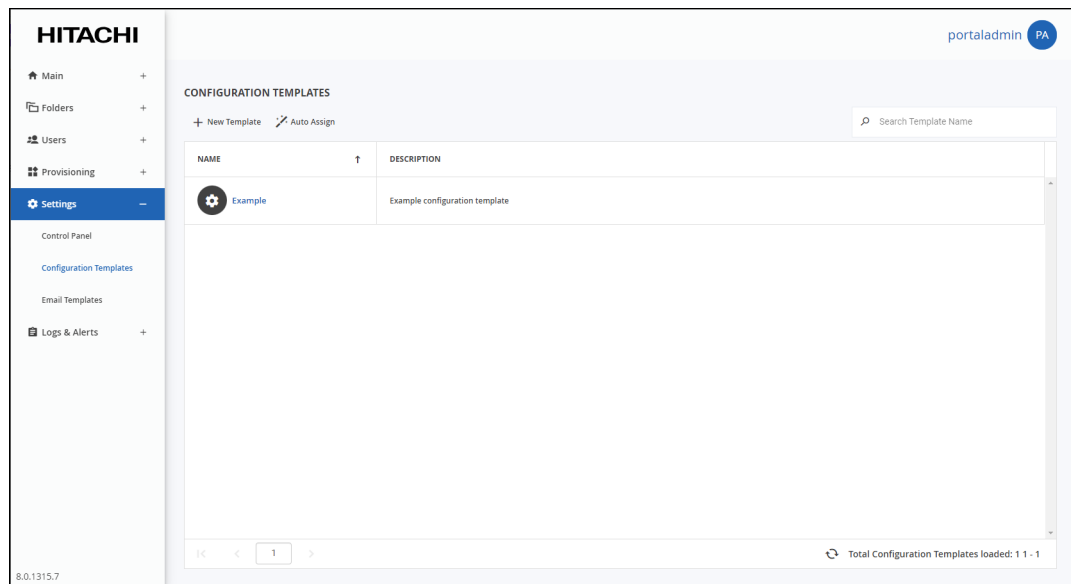 HITACHI
portaladmin PA
Main +
Folders +
Users +
Provisioning +
Settings −
Control Panel
Configuration Templates
Email Templates
Logs & Alerts +
8.0.1315.7
CONFIGURATION TEMPLATES
+ New Template Auto Assign Search Template Name
NAME ↑ DESCRIPTION
Example Example configuration template
1 Total Configuration Templates loaded: 1 1 - 1